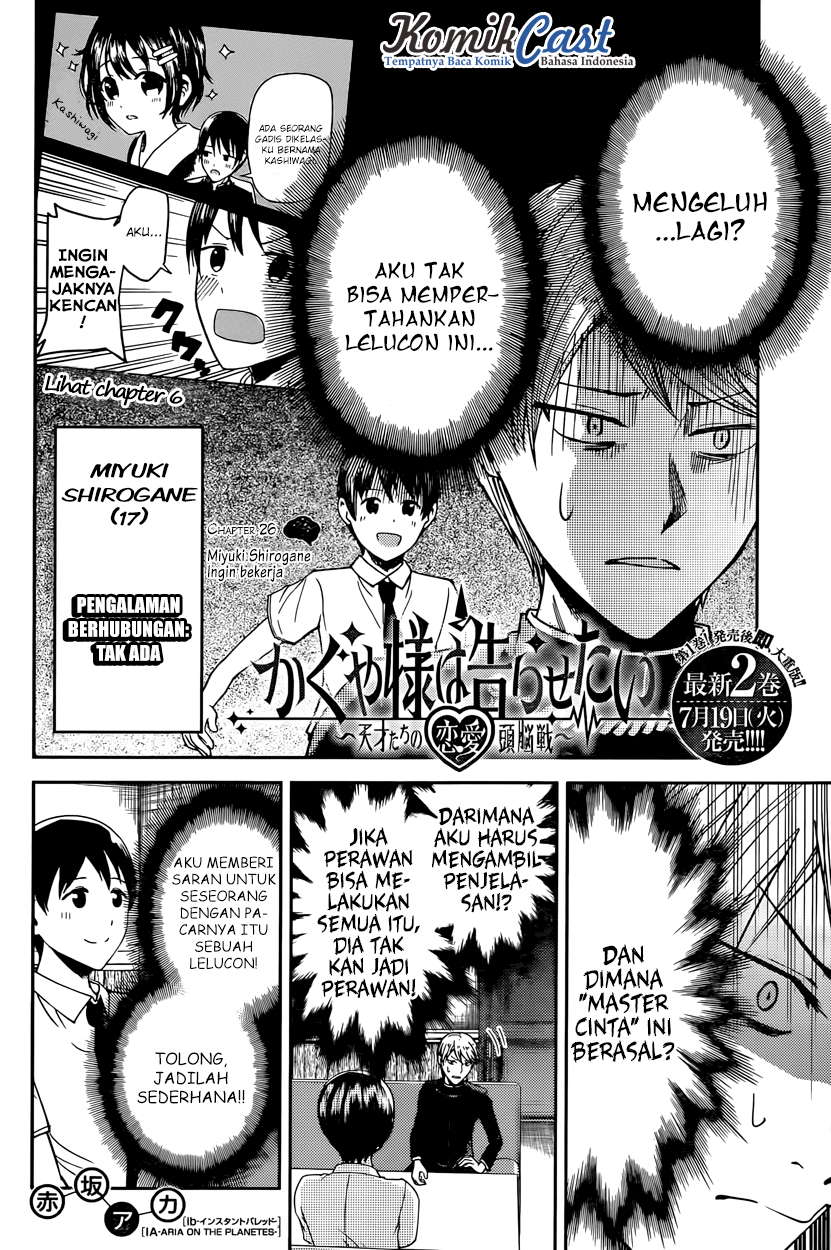 KomikCast
Tempatnya Baca Komik Bahasa Indonesia
MENGELUH
...LAGI?
AKU TAK
BISA MEMPER-
TAHANKAN
LELUCON INI...
Kashiwagi
ADA SEORANG
GADIS DIKELAS-
KU BERNAMA
KASHIWAGI
AKU...
INGIN
MENGA-
JAKNYA
KENCAN
!
Lihat chapter 6
MIYUKI
SHIROGANE
(17)
PENGALAMAN
BERHUBUNGAN:
TAK ADA
CHAPTER 26
Miyuki Shirogane
Ingin bekerja
かぐや様は告らせたい
～天才たちの恋愛頭脳戦～
第1巻!発売後即、大重版!!
最新2巻
7月19日(火)
発売!!!!
DAN
DIMANA
"MASTER
CINTA" INI
BERASAL?
DARIMANA
AKU HARUS
MENGAMBIL
PENJELA-
SAN!?
JIKA
PERAWAN
BISA ME-
LAKUKAN
SEMUA ITU,
DIA TAK
KAN JADI
PERAWAN!
AKU MEMBERI
SARAN UNTUK
SESEORANG
DENGAN PA-
CARNYA ITU
SEBUAH
LELUCON!
TOLONG,
JADILAH
SEDERHANA!!
赤坂アカ
[Ib-インスタントバレット-]
[IA-ARIA ON THE PLANETES-]